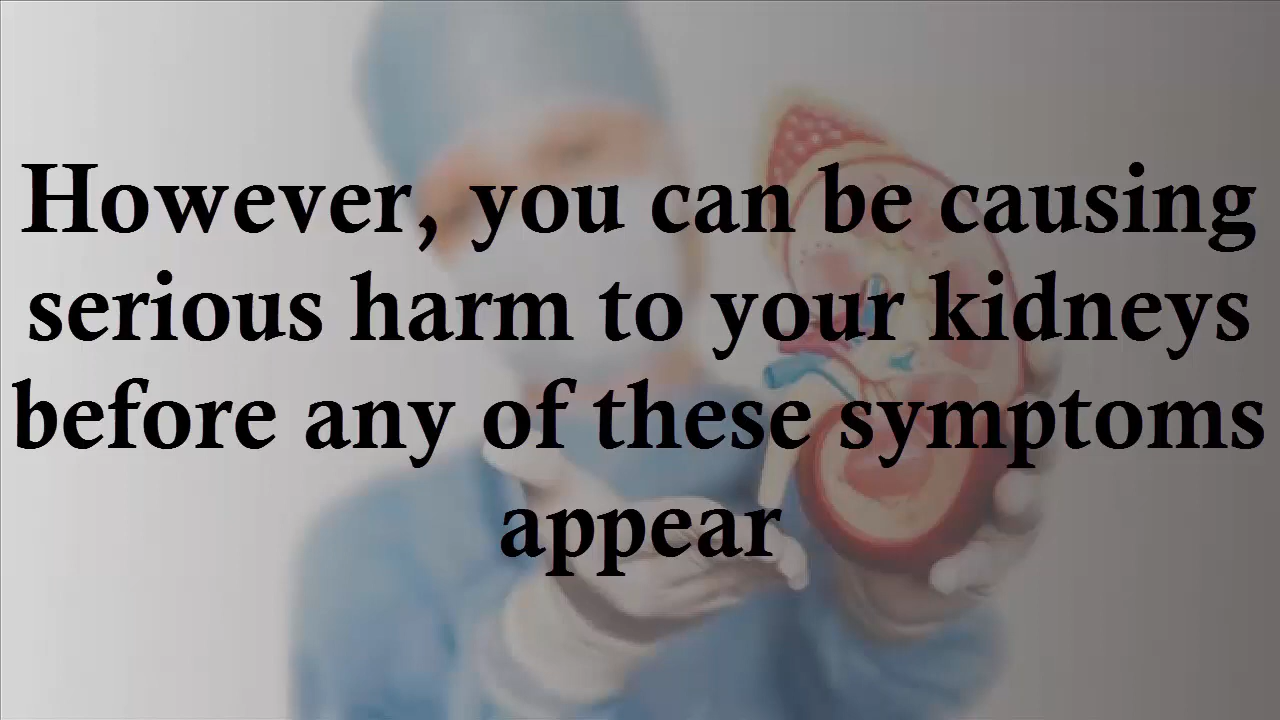 However, you can be causing
serious harm to your kidneys
before any of these symptoms
appear